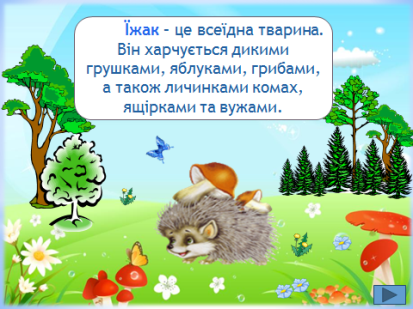 Їжак – це всеїдна тварина.
Він харчується дикими
грушками, яблуками, грибами,
а також личинками комах,
ящірками та вужами.